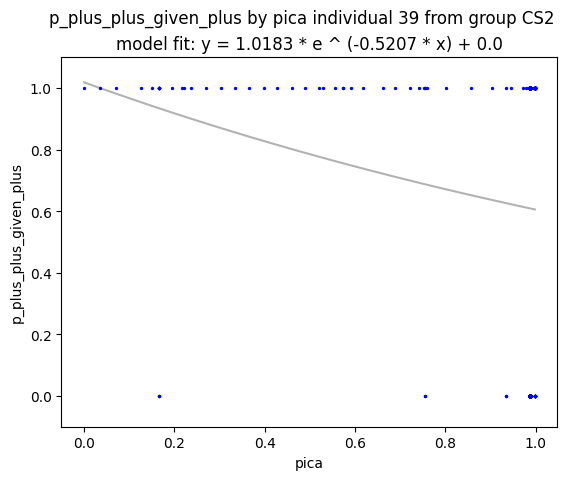 p_plus_plus_given_plus by pica individual 39 from group CS2
model fit: y = 1.0183 * e ^ (-0.5207 * x) + 0.0
p_plus_plus_given_plus
1.0
0.8
0.6
0.4
0.2
0.0
0.0 0.2 0.4 0.6 0.8 1.0
pica